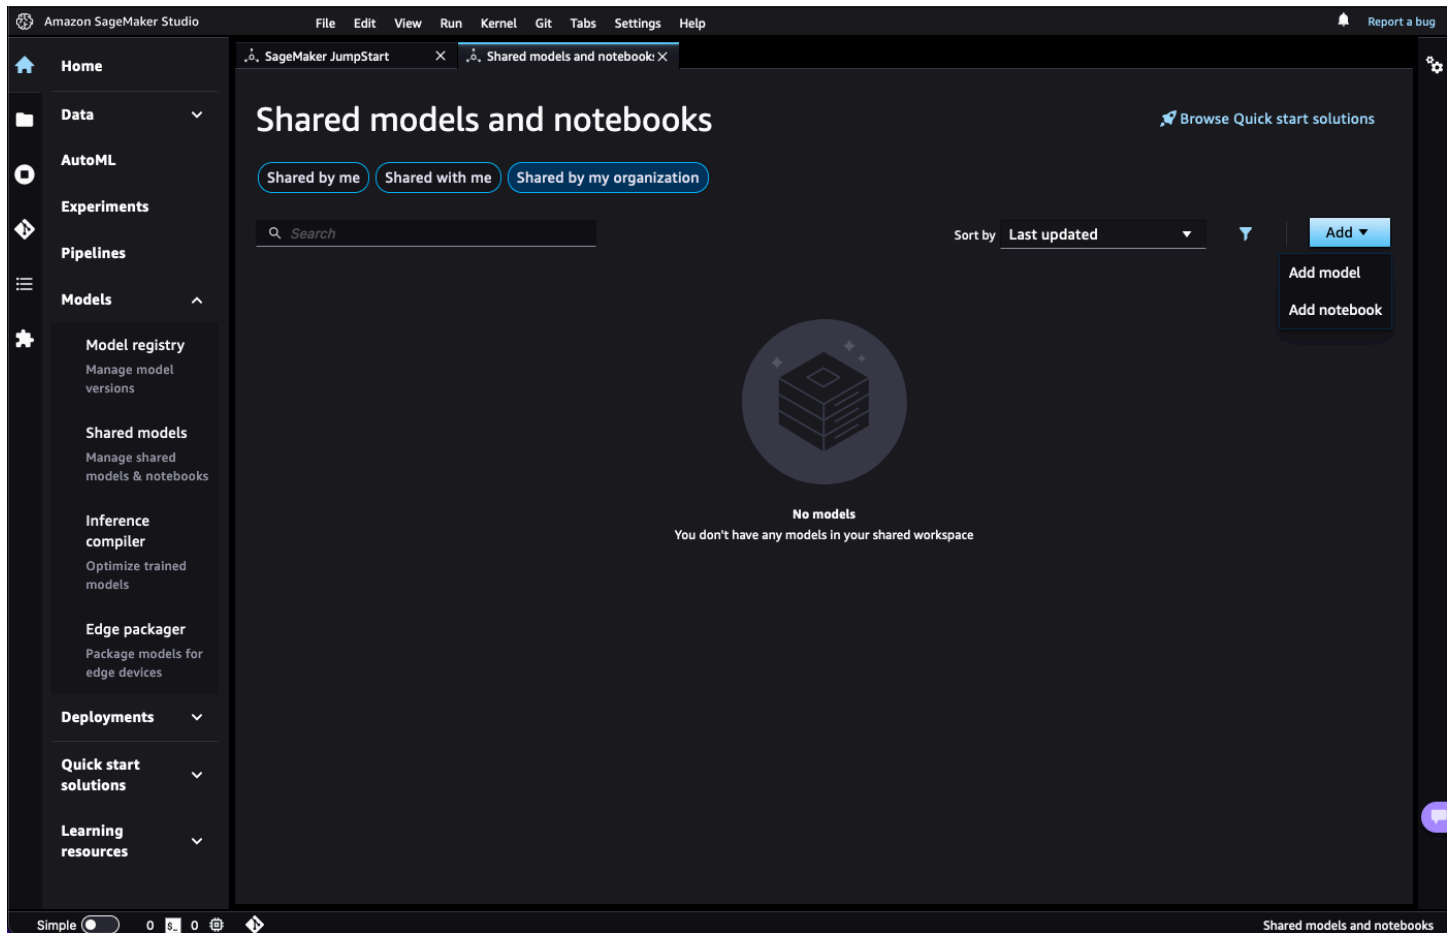 Amazon SageMaker Studio
File Edit View Run Kernel Git Tabs Settings Help
Report a bug
Home
Data
AutoML
Experiments
Pipelines
Models
Model registry
Manage model
versions
Shared models
Manage shared
models & notebooks
Inference
compiler
Optimize trained
models
Edge packager
Package models for
edge devices
Deployments
Quick start
solutions
Learning
resources
SageMaker JumpStart
Shared models and notebook:
Shared models and notebooks
Browse Quick start solutions
Shared by me
Shared with me
Shared by my organization
Search
Sort by Last updated
Add
Add model
Add notebook
No models
You don't have any models in your shared workspace
Simple 0 $_ 0
Shared models and notebooks